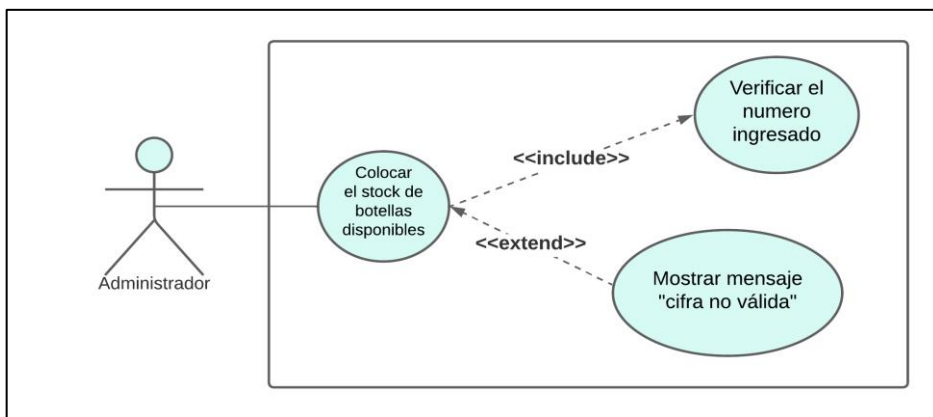 Verificar el
numero
ingresado
<<include>>
Colocar
el stock de
botellas
disponibles
<<extend>>
Mostrar mensaje
"cifra no válida"
Administrador